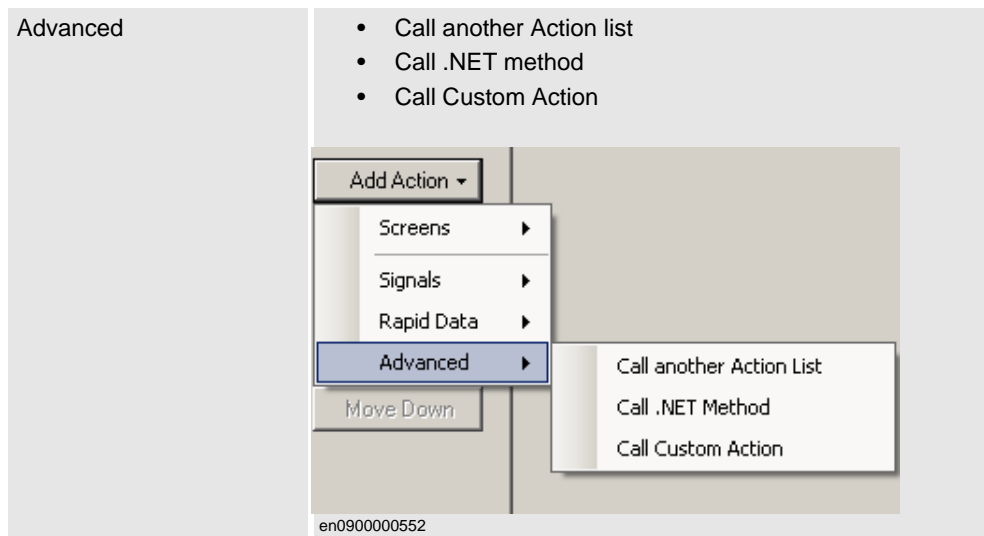 Advanced
• Call another Action list
• Call .NET method
• Call Custom Action
Add Action
Screens
Signals
Rapid Data
Advanced
Call another Action List
Move Down
Call .NET Method
Call Custom Action
en0900000552